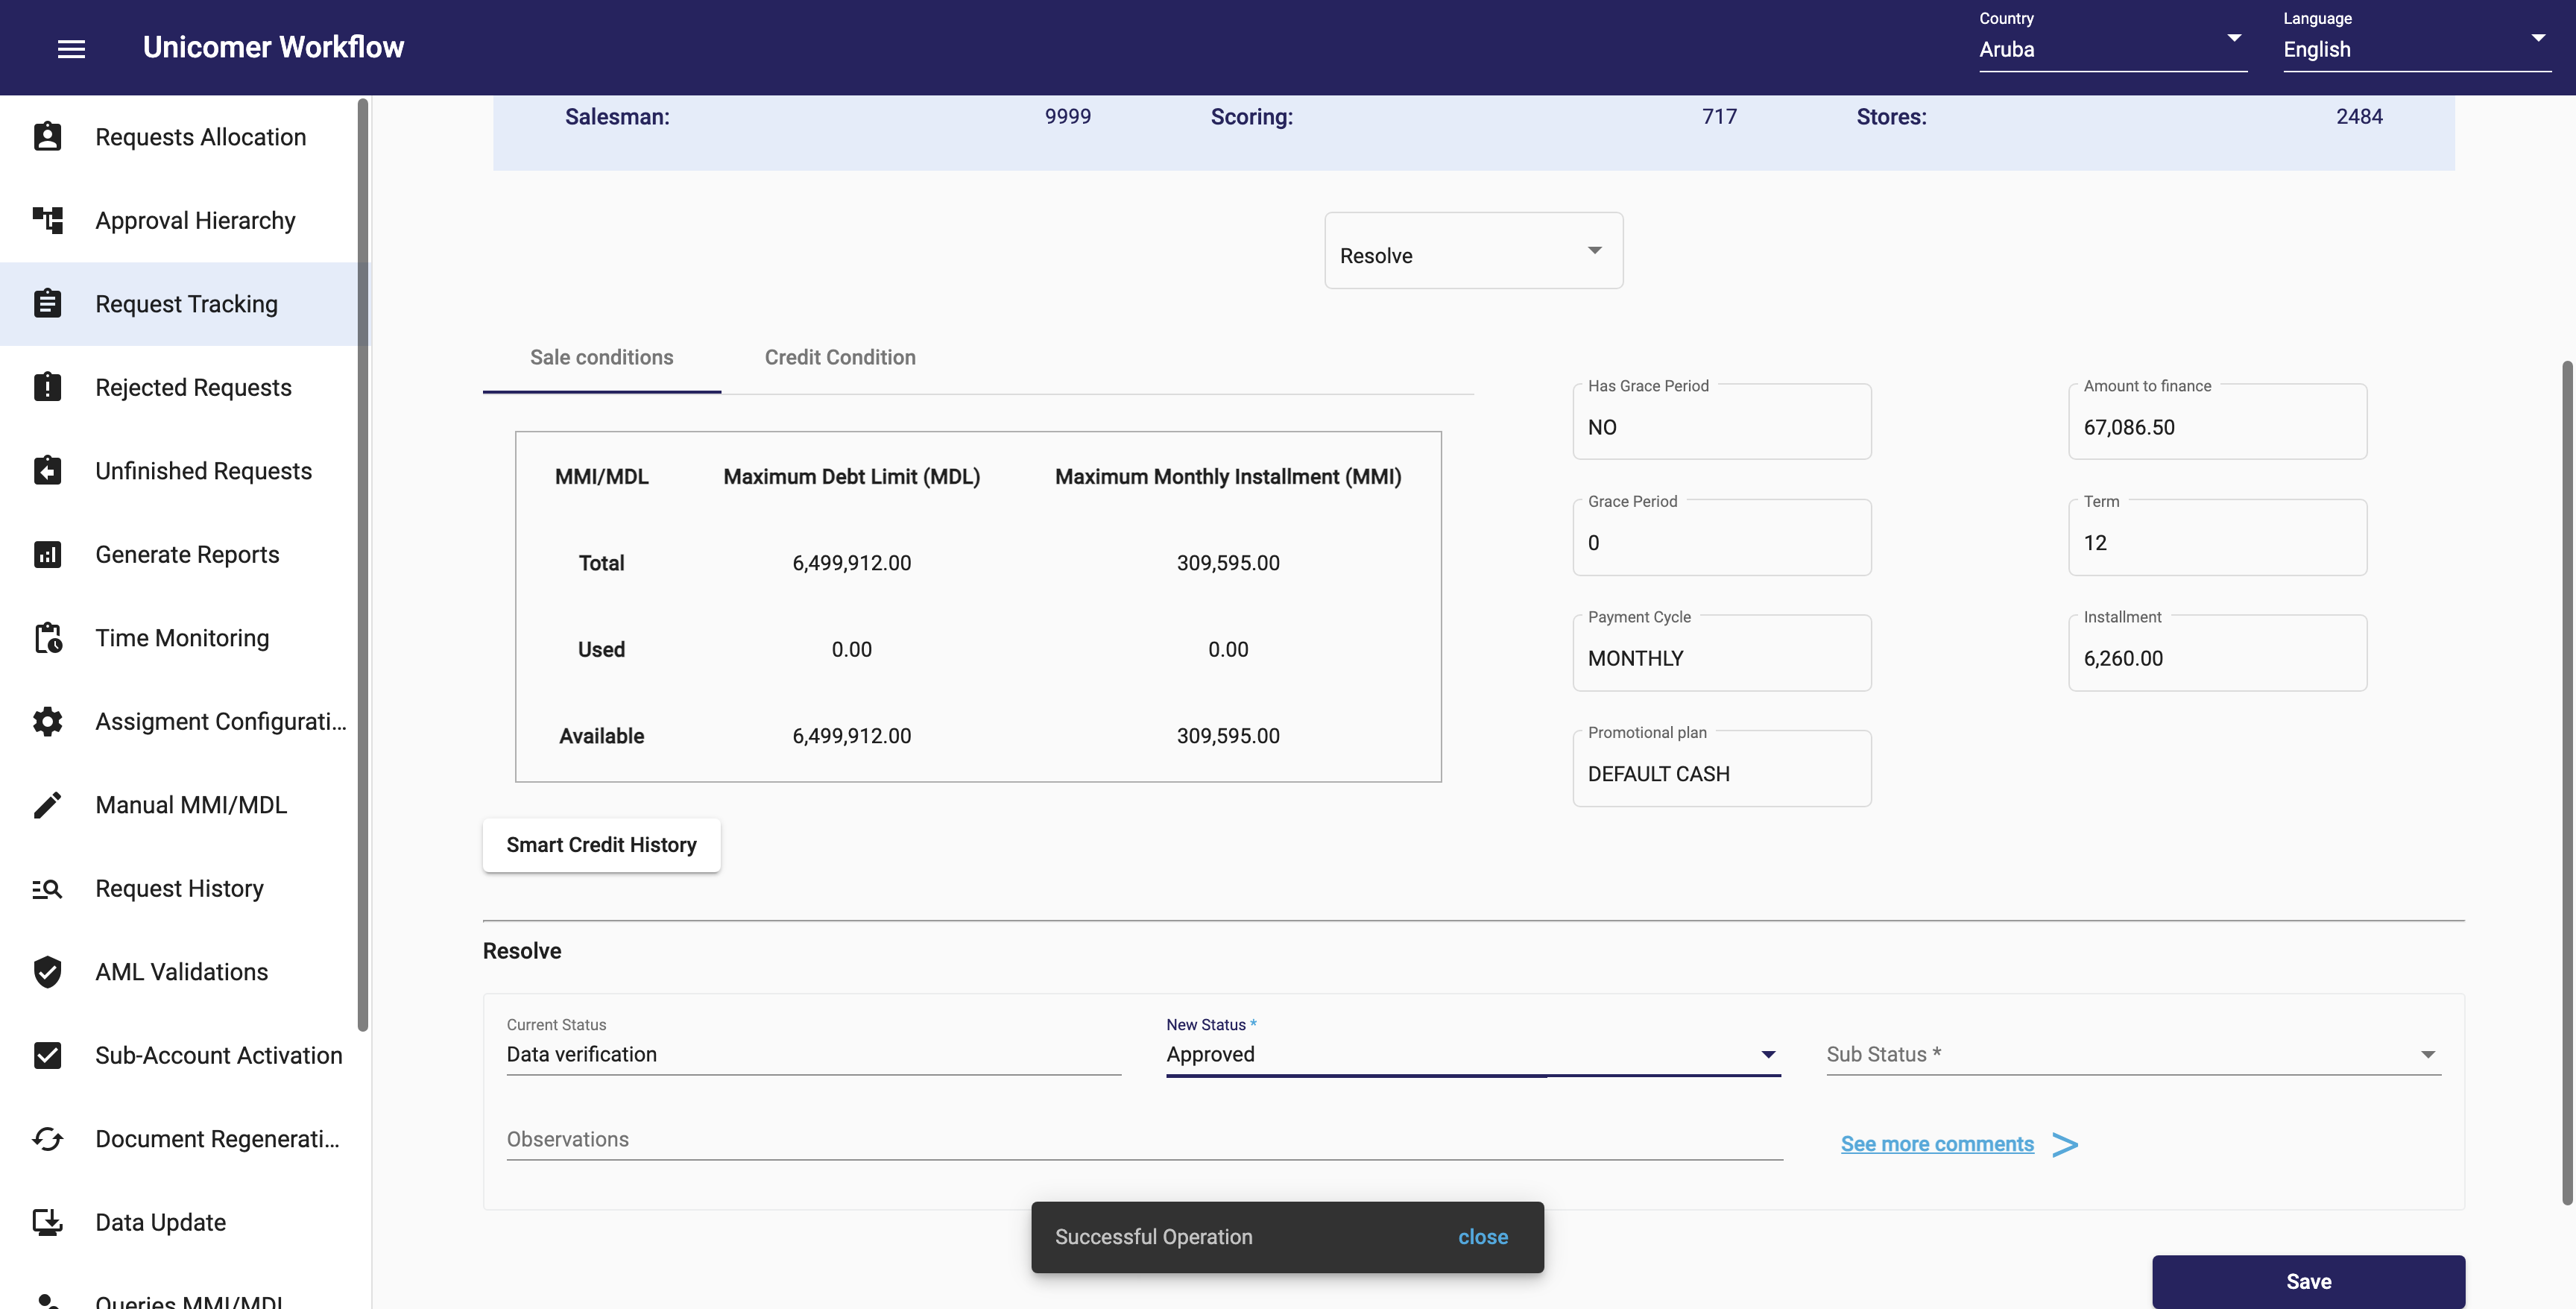 Unicomer Workflow
Country
Aruba
Language
English
Requests Allocation
Approval Hierarchy
Request Tracking
Rejected Requests
Unfinished Requests
Generate Reports
Time Monitoring
Assigment Configurati...
Manual MMI/MDL
Request History
AML Validations
Sub-Account Activation
Document Regenerati...
Data Update
Queries MMI/MDL
Salesman: 9999 Scoring: 717 Stores: 2484
Resolve
Sale conditions Credit Condition
MMI/MDL Maximum Debt Limit (MDL) Maximum Monthly Installment (MMI)
Total 6,499,912.00 309,595.00
Used 0.00 0.00
Available 6,499,912.00 309,595.00
Has Grace Period
NO
Amount to finance
67,086.50
Grace Period
0
Term
12
Payment Cycle
MONTHLY
Installment
6,260.00
Promotional plan
DEFAULT CASH
Smart Credit History
Resolve
Current Status
Data verification
New Status *
Approved
Sub Status *
Observations
See more comments >
Successful Operation close
Save